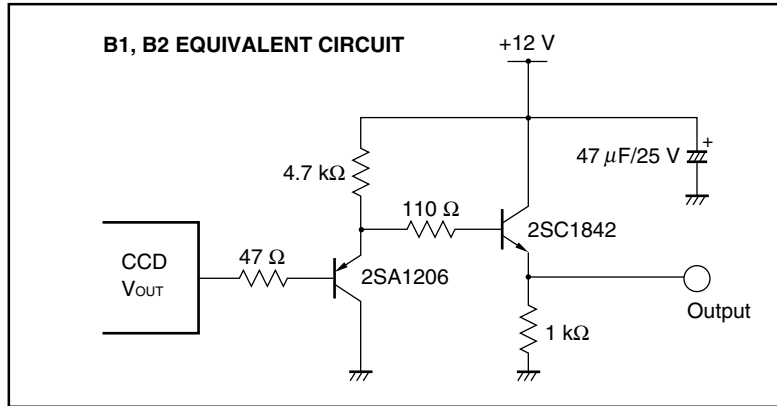 B1, B2 EQUIVALENT CIRCUIT
+12 V
4.7 kΩ
47 μF/25 V
+
110 Ω
2SC1842
CCD
VOUT
47 Ω
2SA1206
Output
1 kΩ